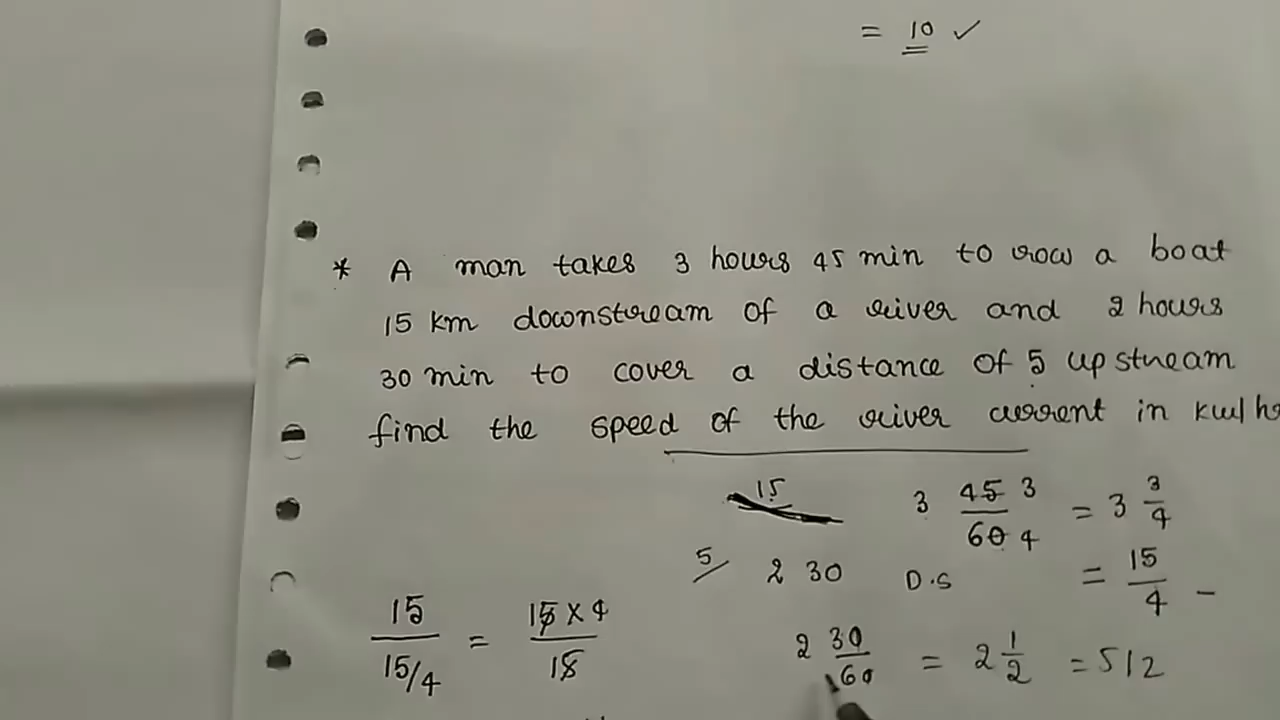 = 10 ✓
* A man takes 3 hours 45 min to row a boat
15 km downstream of a river and 2 hours
30 min to cover a distance of 5 upstream
find the speed of the river current in km/hr
15
3 45/60 3 4 = 3 3/4
5/ 2 30 D.S = 15/4 -
15 / 15/4 = 15 x 4 / 15
2 30/60 = 2 1/2 = 512